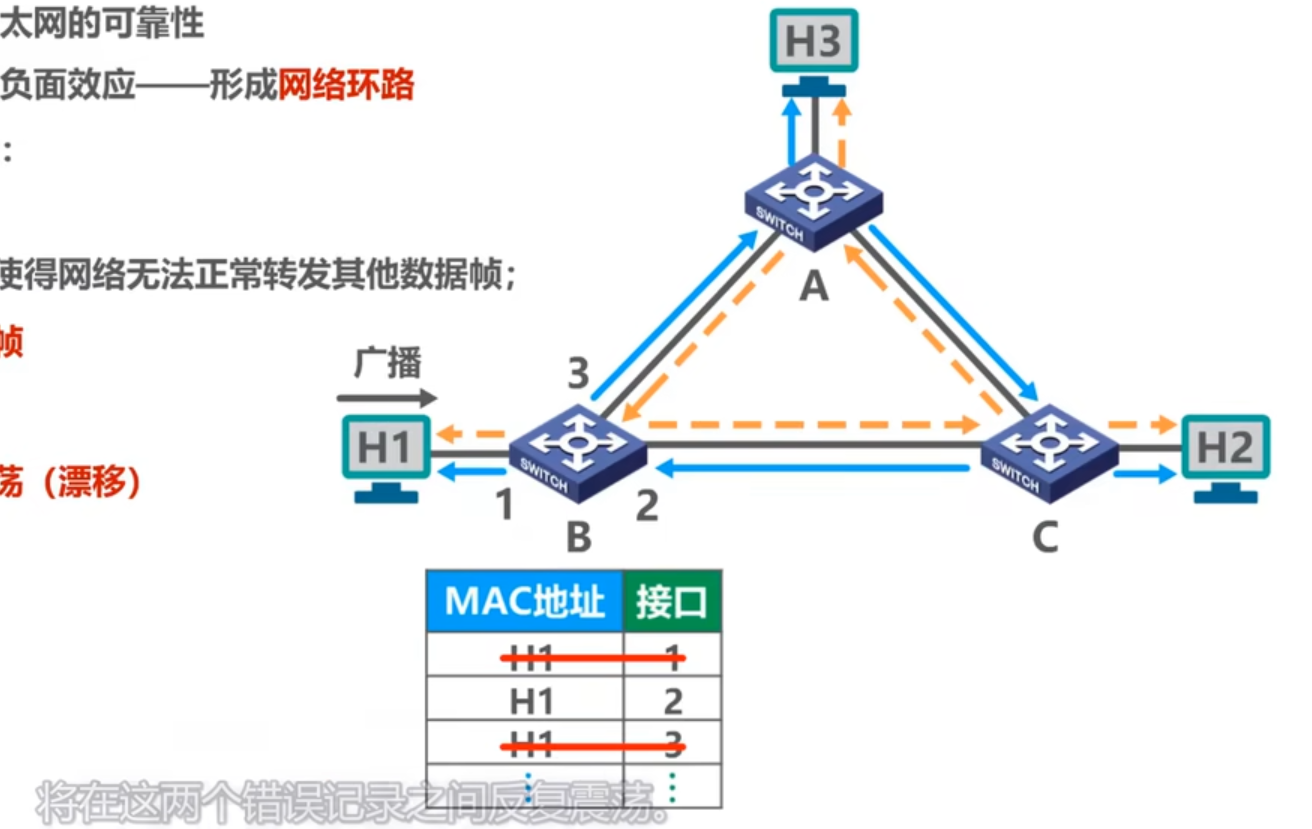 太网的可靠性
负面效应——形成网络环路
：
使得网络无法正常转发其他数据帧；
帧
荡（漂移）
H3
SWITCH
A
广播
3
H1
SWITCH
1
2
B
SWITCH
C
H2
MAC地址 接口
H1 1
H1 2
H1 3
⋮ ⋮
将在这两个错误记录之间反复震荡。